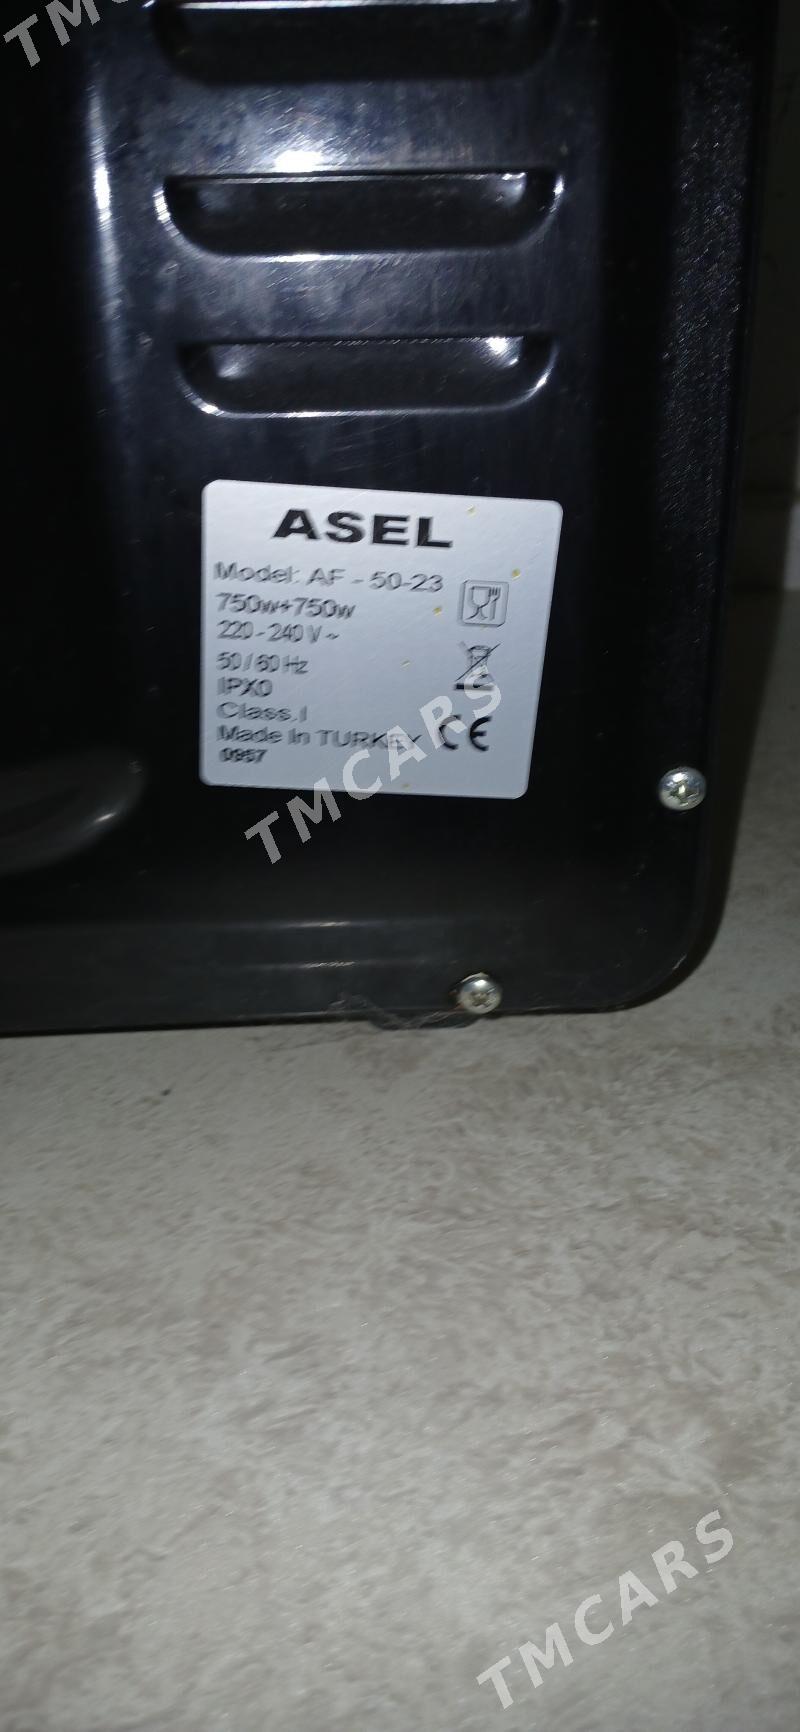 TMCARS
ASEL
Model: AF - 50-23
750w+750w
220 - 240 V ~
50 / 60 Hz
IPX0
Class. I
Made In TURKEY
CE
0957
TMCARS
TMCARS